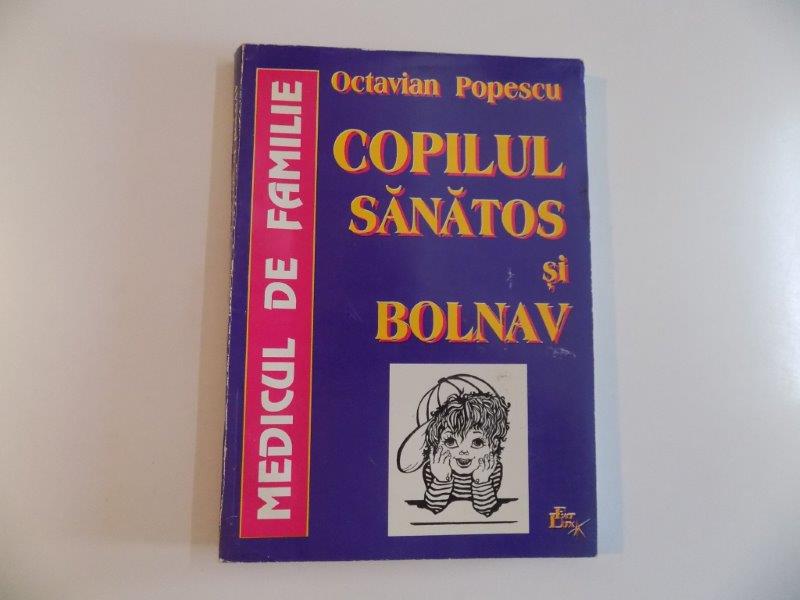 MEDICUL DE FAMILIE
Octavian Popescu
COPILUL
SĂNĂTOS
și
BOLNAV